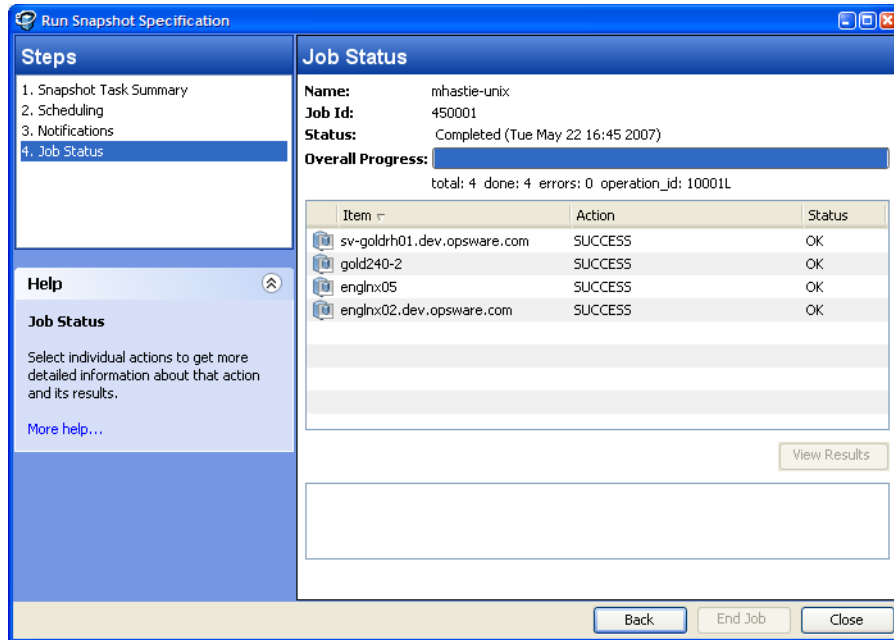 Run Snapshot Specification
Steps
1. Snapshot Task Summary
2. Scheduling
3. Notifications
4. Job Status
Help
Job Status
Select individual actions to get more
detailed information about that action
and its results.
More help...
Job Status
Name: mhastie-unix
Job Id: 450001
Status: Completed (Tue May 22 16:45 2007)
Overall Progress:
total: 4 done: 4 errors: 0 operation_id: 10001L
Item Action Status
sv-goldrh01.dev.opsware.com SUCCESS OK
gold240-2 SUCCESS OK
englnx05 SUCCESS OK
englnx02.dev.opsware.com SUCCESS OK
View Results
Back End Job Close